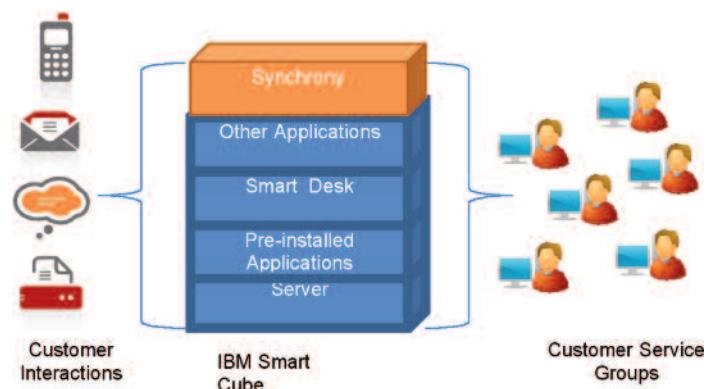 Synchrony
Other Applications
Smart Desk
Pre-installed
Applications
Server
Customer
Interactions
IBM Smart
Cube
Customer Service
Groups